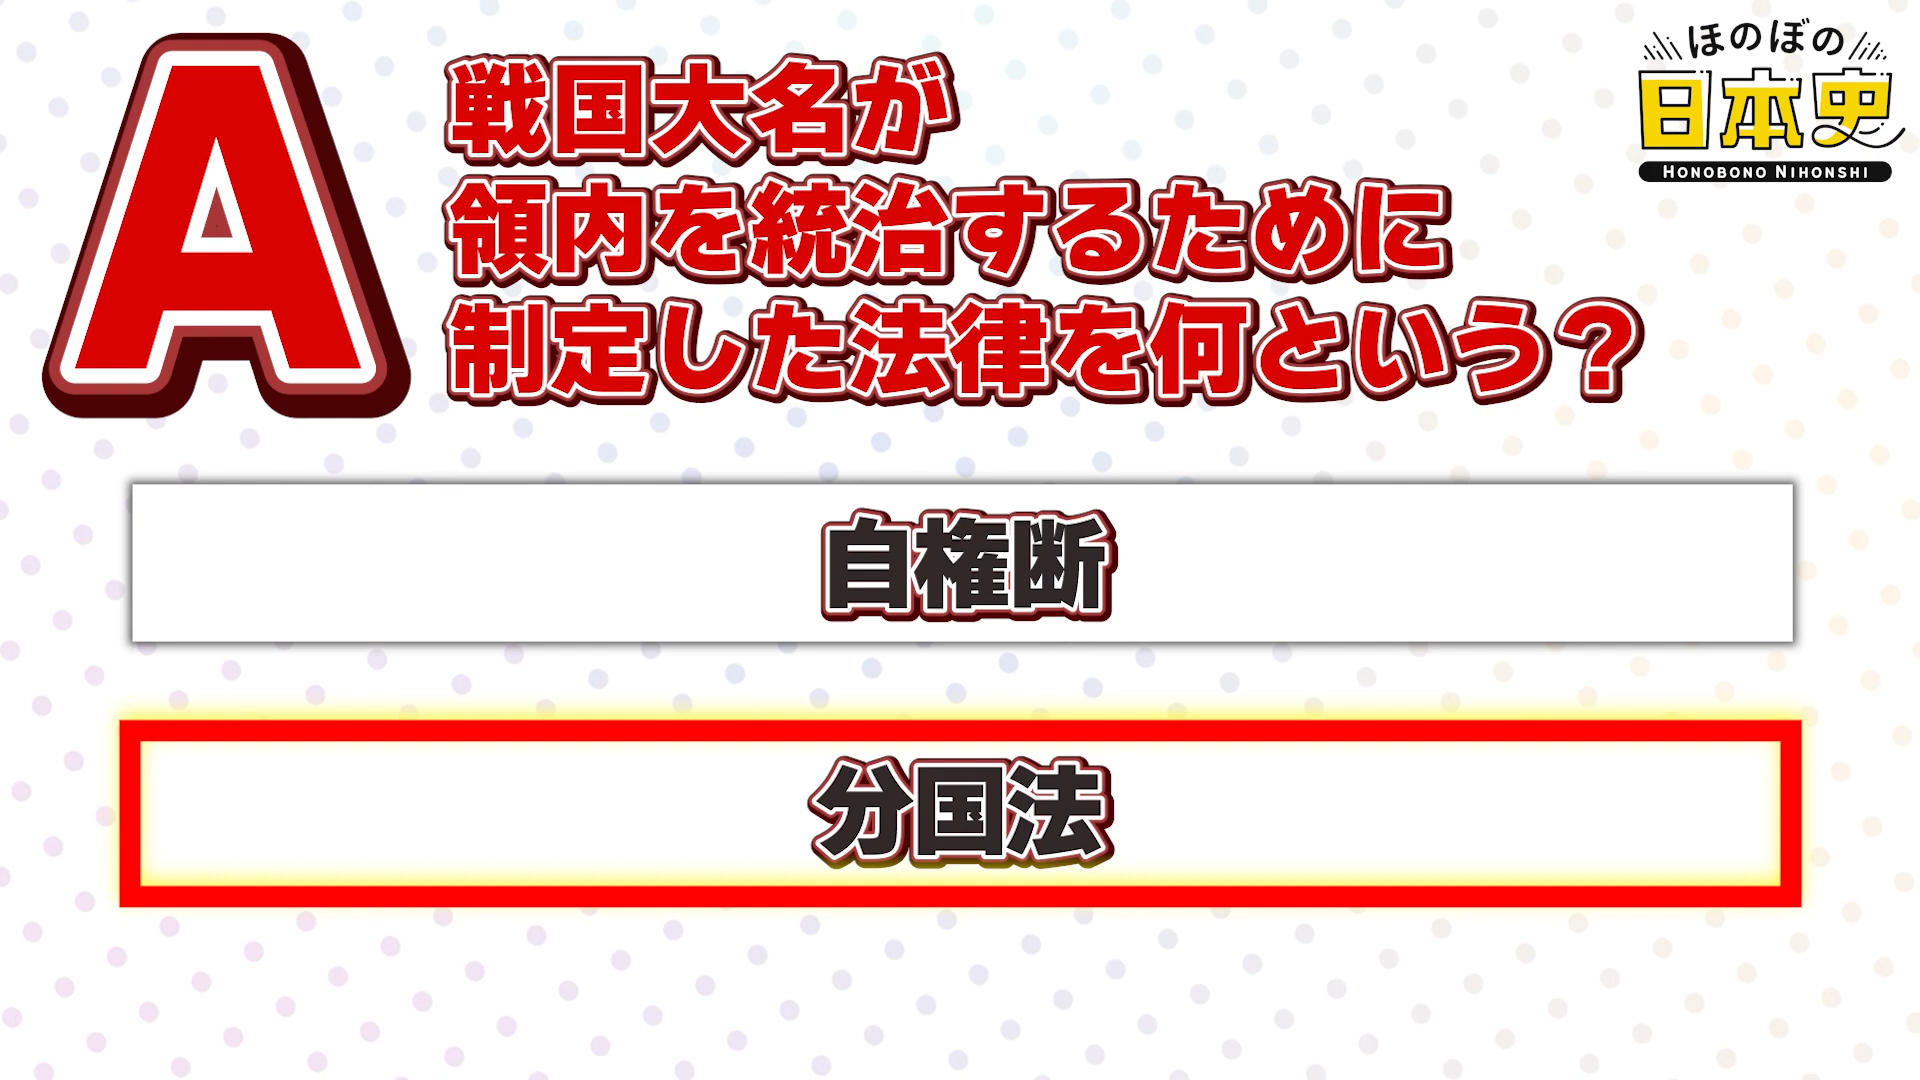 A
戦国大名が
領内を統治するために
制定した法律を何という？
ほのぼの
日本史
HONOBONO NIHONSHI
自権断
分国法